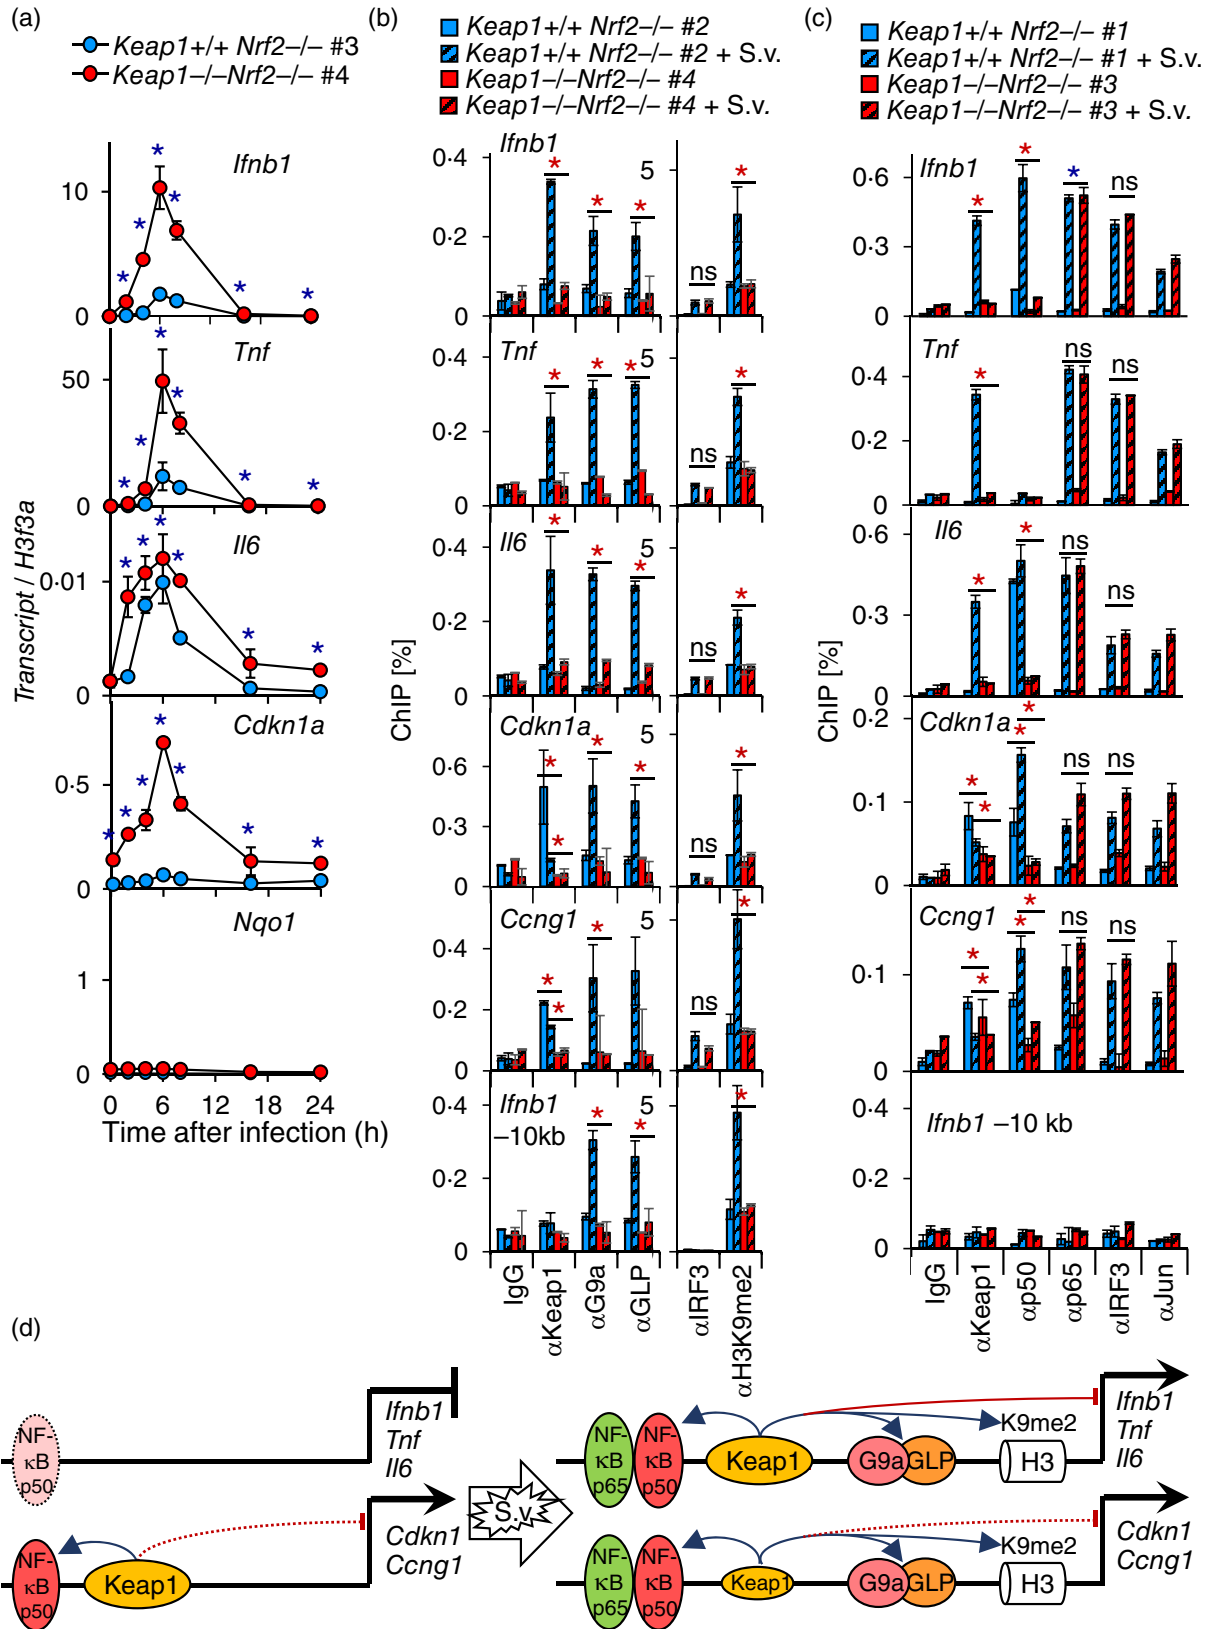 (a)
Keap1+/+ Nrf2–/– #3
Keap1–/–Nrf2–/– #4
Transcript / H3f3a
Ifnb1
10
0
Tnf
50
0
Il6
0·01
0
Cdkn1a
0·5
0
Nqo1
1
0
0 6 12 18 24
Time after infection (h)
(b)
Keap1+/+ Nrf2–/– #2
Keap1+/+ Nrf2–/– #2 + S.v.
Keap1–/–Nrf2–/– #4
Keap1–/–Nrf2–/– #4 + S.v.
ChIP [%]
Ifnb1
0·4
0·2
0
5
* * * ns *
Tnf
0·4
0·2
0
5
* * * ns *
Il6
0·4
0·2
0
5
* * * ns *
Cdkn1a
0·6
0·3
0
5
* * * * ns *
Ccng1
0·4
0·2
0
5
* * * ns *
Ifnb1
–10kb
0·4
0·2
0
5
* * *
IgG
αKeap1
αG9a
αGLP
αIRF3
αH3K9me2
(c)
Keap1+/+ Nrf2–/– #1
Keap1+/+ Nrf2–/– #1 + S.v.
Keap1–/–Nrf2–/– #3
Keap1–/–Nrf2–/– #3 + S.v.
ChIP [%]
Ifnb1
0·6
0·3
0
* * * ns
Tnf
0·4
0·2
0
* ns ns
Il6
0·6
0·3
0
* * ns ns
Cdkn1a
0·2
0·1
0
* * * * ns ns
Ccng1
0·1
0
* * * * ns ns
Ifnb1 –10 kb
0·4
0·2
0
IgG
αKeap1
αp50
αp65
αIRF3
αJun
(d)
NF-
κB
p50
Ifnb1
Tnf
Il6
NF-
κB
p50
Keap1
Cdkn1
Ccng1
S.v.
NF-
κB
p65
NF-
κB
p50
Keap1
G9a
GLP
K9me2
H3
Ifnb1
Tnf
Il6
NF-
κB
p65
NF-
κB
p50
Keap1
G9a
GLP
K9me2
H3
Cdkn1
Ccng1